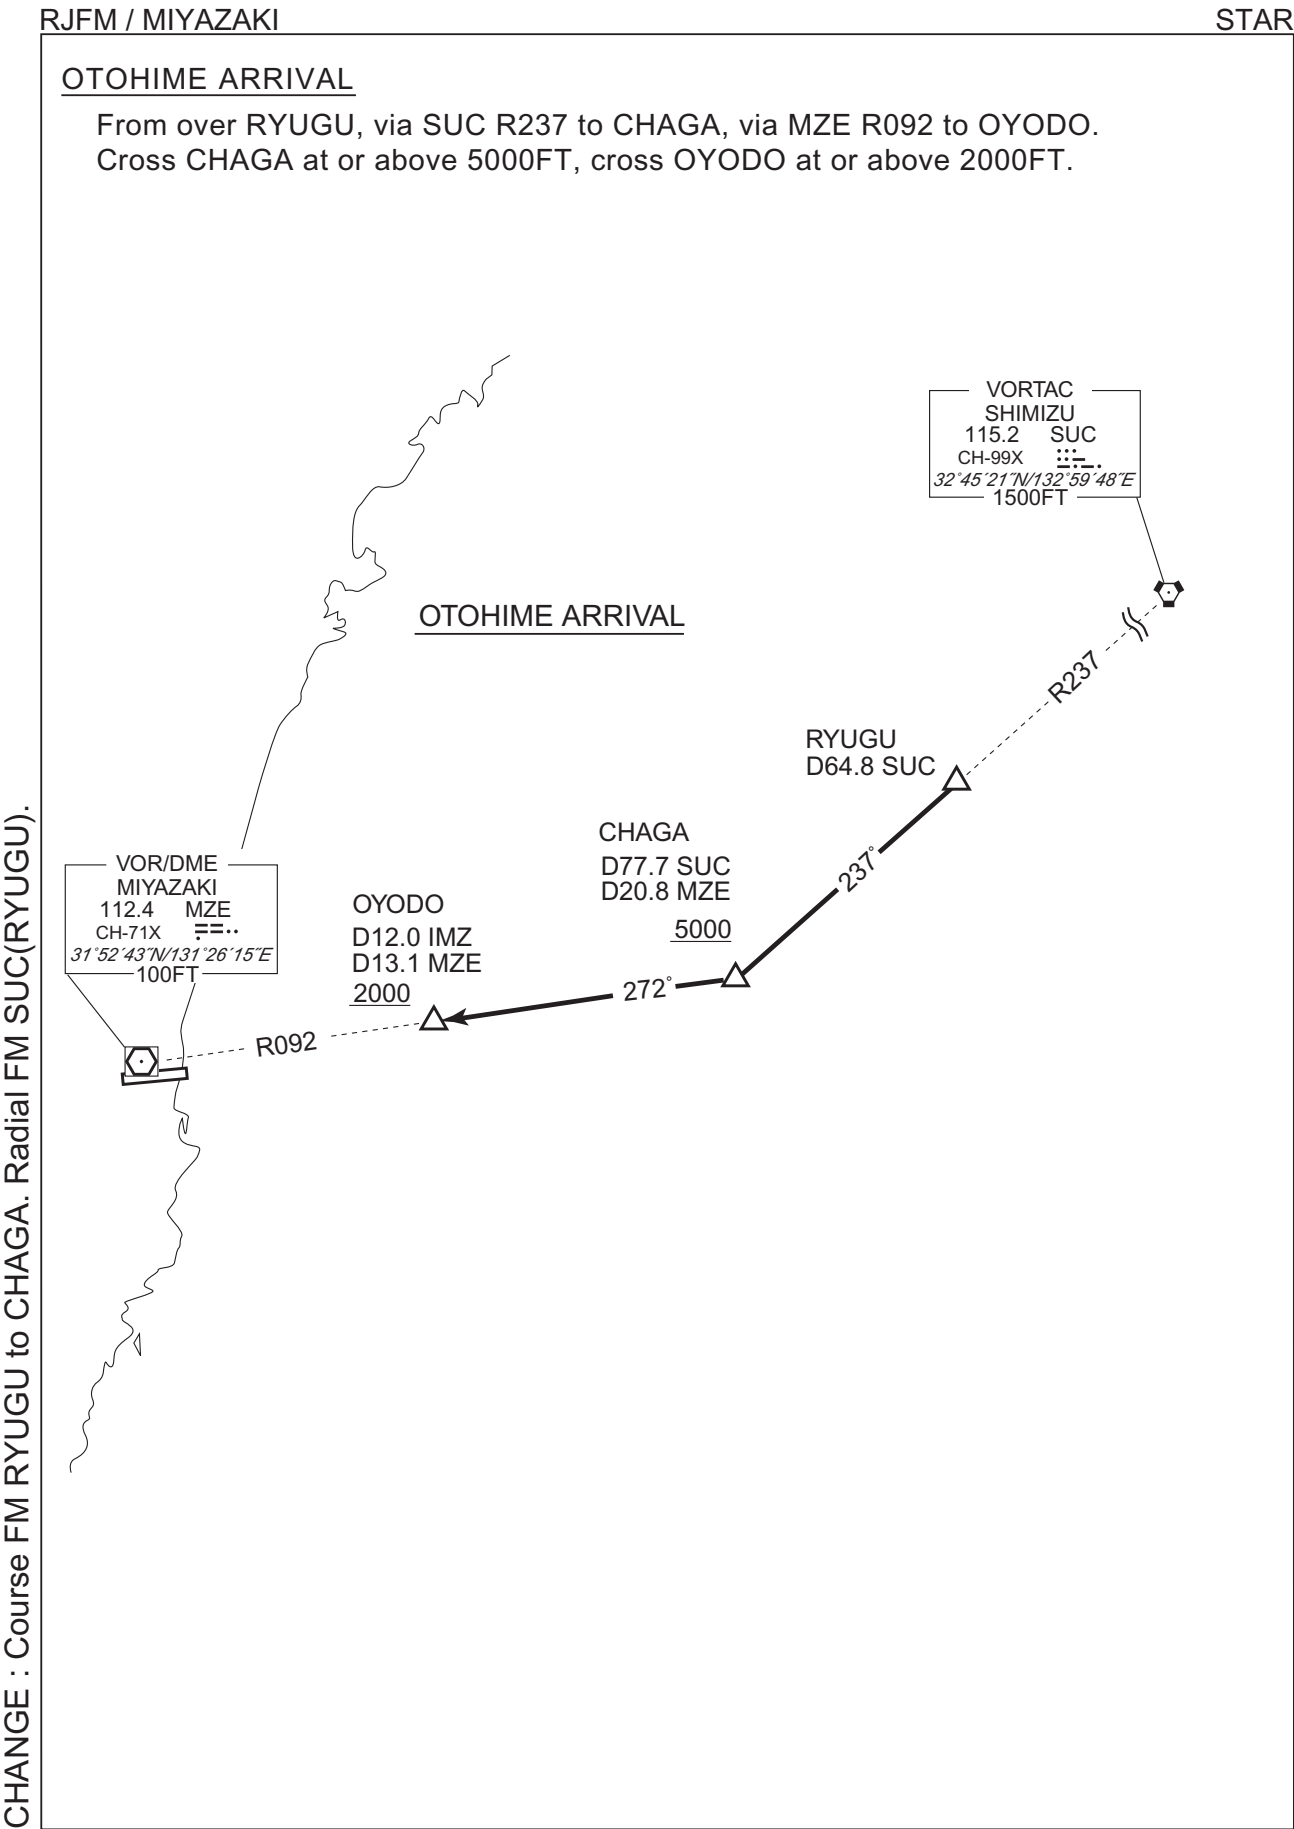 RJFM / MIYAZAKI
STAR
OTOHIME ARRIVAL
From over RYUGU, via SUC R237 to CHAGA, via MZE R092 to OYODO.
Cross CHAGA at or above 5000FT, cross OYODO at or above 2000FT.
VORTAC
SHIMIZU
115.2 SUC
CH-99X
32°45´21˝N/132°59´48˝E
1500FT
OTOHIME ARRIVAL
R237
RYUGU
D64.8 SUC
237°
CHAGA
D77.7 SUC
D20.8 MZE
5000
VOR/DME
MIYAZAKI
112.4 MZE
CH-71X
31°52´43˝N/131°26´15˝E
100FT
OYODO
D12.0 IMZ
D13.1 MZE
2000
272°
R092
CHANGE : Course FM RYUGU to CHAGA. Radial FM SUC(RYUGU).